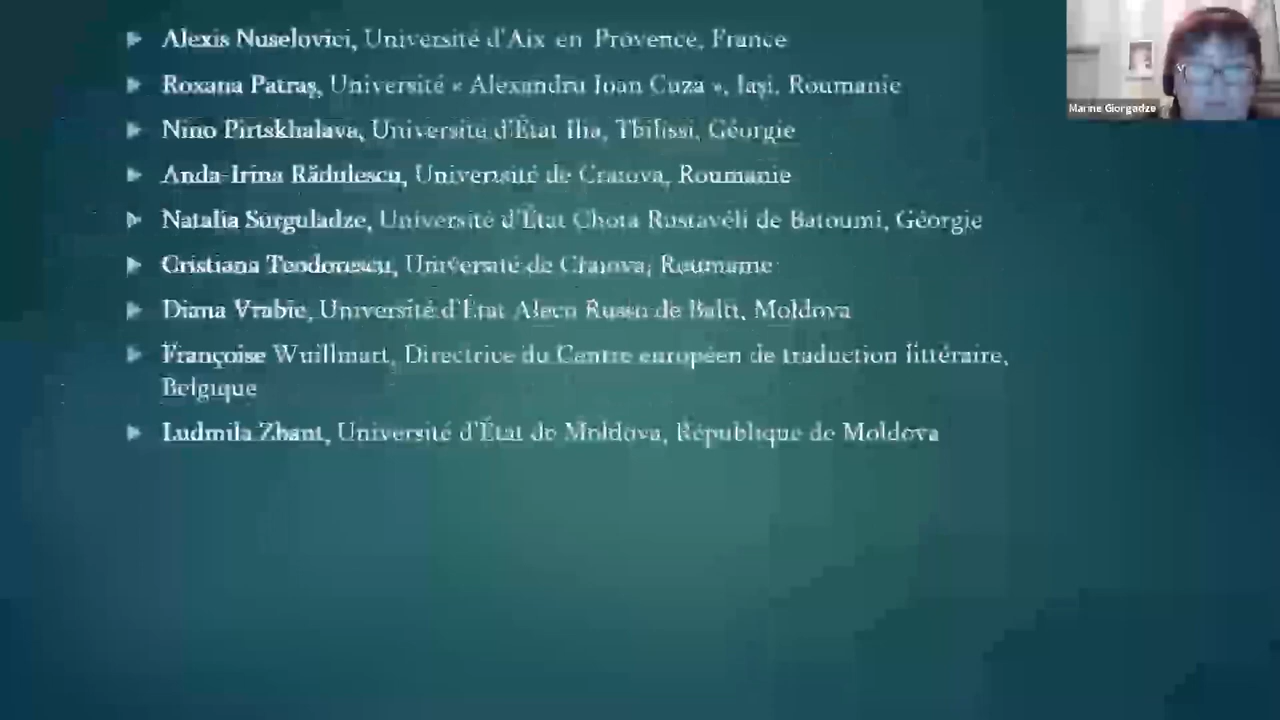 Alexis Nuselovici, Université d'Aix en Provence, France
Roxana Patraș, Université « Alexandru Ioan Cuza », Iași, Roumanie
Nino Pirtskhalava, Université d'État Ilia, Tbilissi, Géorgie
Anda-Irina Rădulescu, Université de Craiova, Roumanie
Natalia Surguladze, Université d'État Chota Rustavéli de Batoumi, Géorgie
Cristiana Teodorescu, Université de Craiova, Roumanie
Diana Vrabie, Université d'État Alecu Russo de Balti, Moldova
Françoise Wuillmart, Directrice du Centre européen de traduction littéraire,
Belgique
Ludmila Zbant, Université d'État de Moldova, République de Moldova
Marine Giorgadze